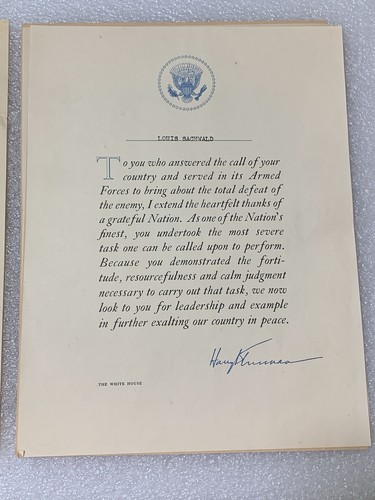 LOUIS BACHWALD
To you who answered the call of your
country and served in its Armed
Forces to bring about the total defeat of
the enemy, I extend the heartfelt thanks of
a grateful Nation. As one of the Nation's
finest, you undertook the most severe
task one can be called upon to perform.
Because you demonstrated the forti-
tude, resourcefulness and calm judgment
necessary to carry out that task, we now
look to you for leadership and example
in further exalting our country in peace.
Harry Truman
THE WHITE HOUSE